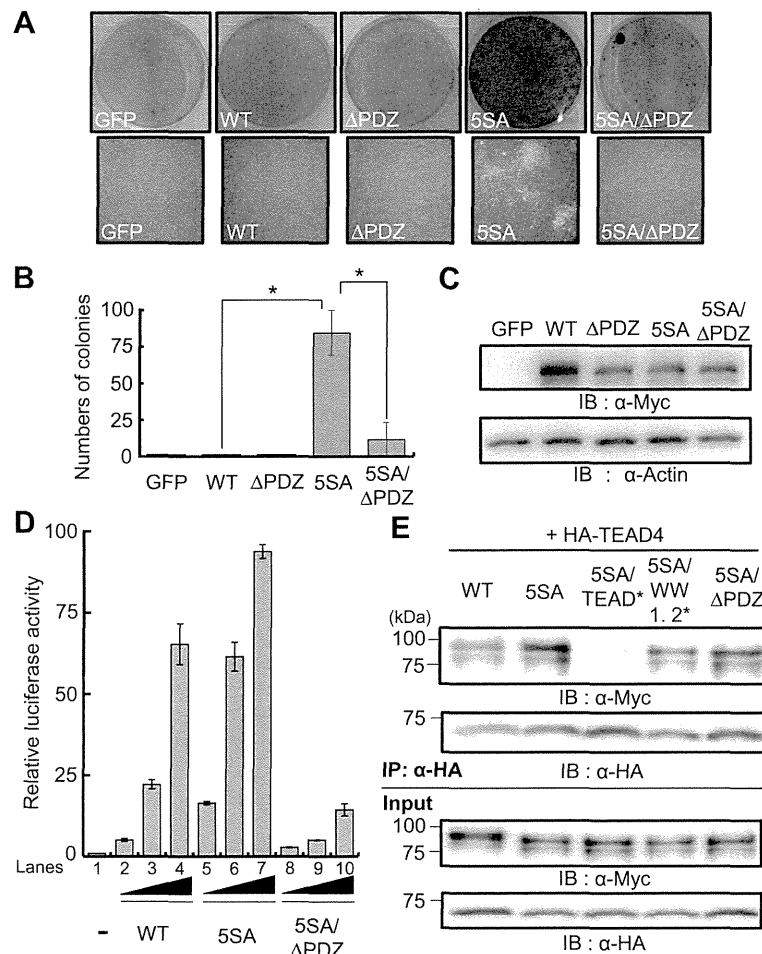 A
GFP WT ΔPDZ 5SA 5SA/ΔPDZ
GFP WT ΔPDZ 5SA 5SA/ΔPDZ
B
Numbers of colonies
100
75
50
25
0
* *
GFP WT ΔPDZ 5SA 5SA/
ΔPDZ
C
GFP WT ΔPDZ 5SA 5SA/
ΔPDZ
IB : α-Myc
IB : α-Actin
D
Relative luciferase activity
100
75
50
25
0
Lanes 1 2 3 4 5 6 7 8 9 10
- WT 5SA 5SA/
ΔPDZ
E
+ HA-TEAD4
WT 5SA 5SA/
TEAD* 5SA/
WW
1. 2* 5SA/
ΔPDZ
(kDa)
100
75
IB : α-Myc
75
IP: α-HA IB : α-HA
Input
100
75
IB : α-Myc
75
IB : α-HA